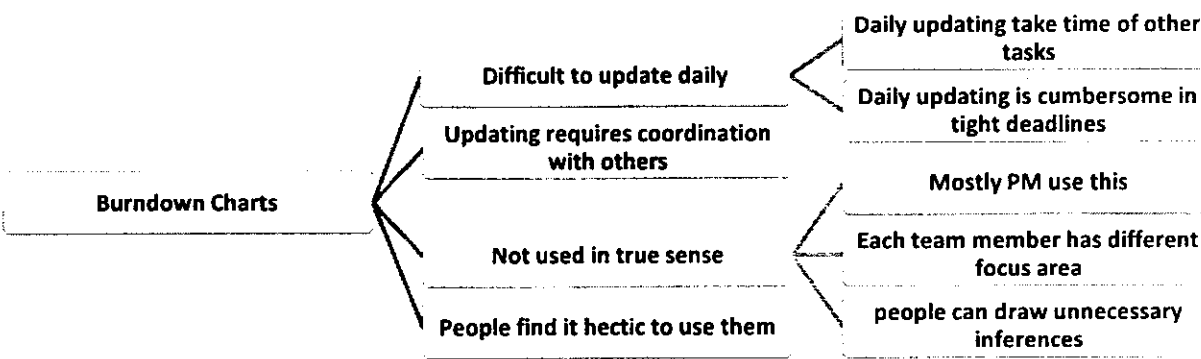 Burndown Charts
Difficult to update daily
Daily updating take time of other
tasks
Daily updating is cumbersome in
tight deadlines
Updating requires coordination
with others
Not used in true sense
Mostly PM use this
Each team member has different
focus area
people can draw unnecessary
inferences
People find it hectic to use them